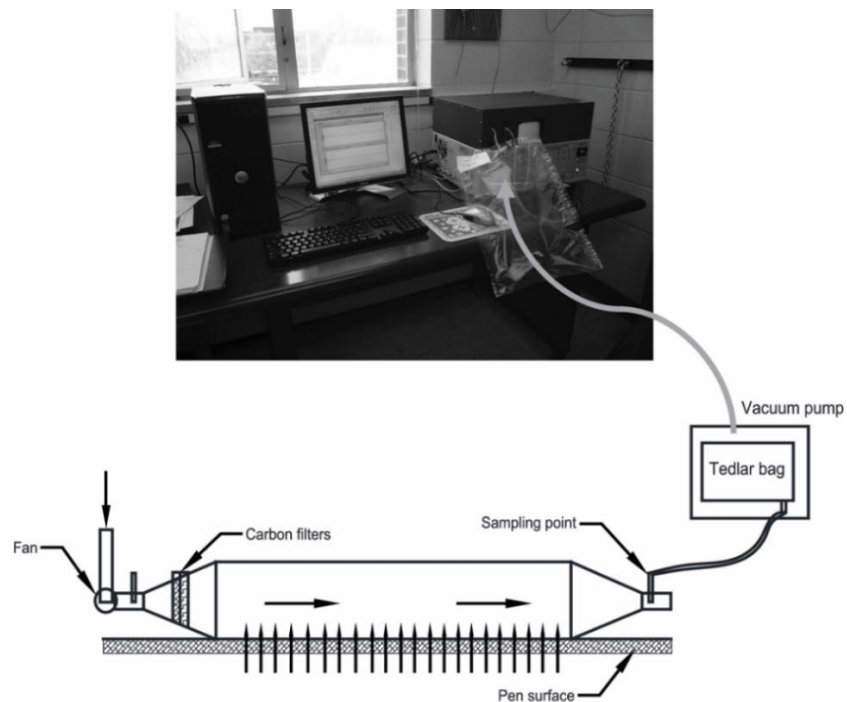 Vacuum pump
Tedlar bag
Sampling point
Carbon filters
Fan
Pen surface